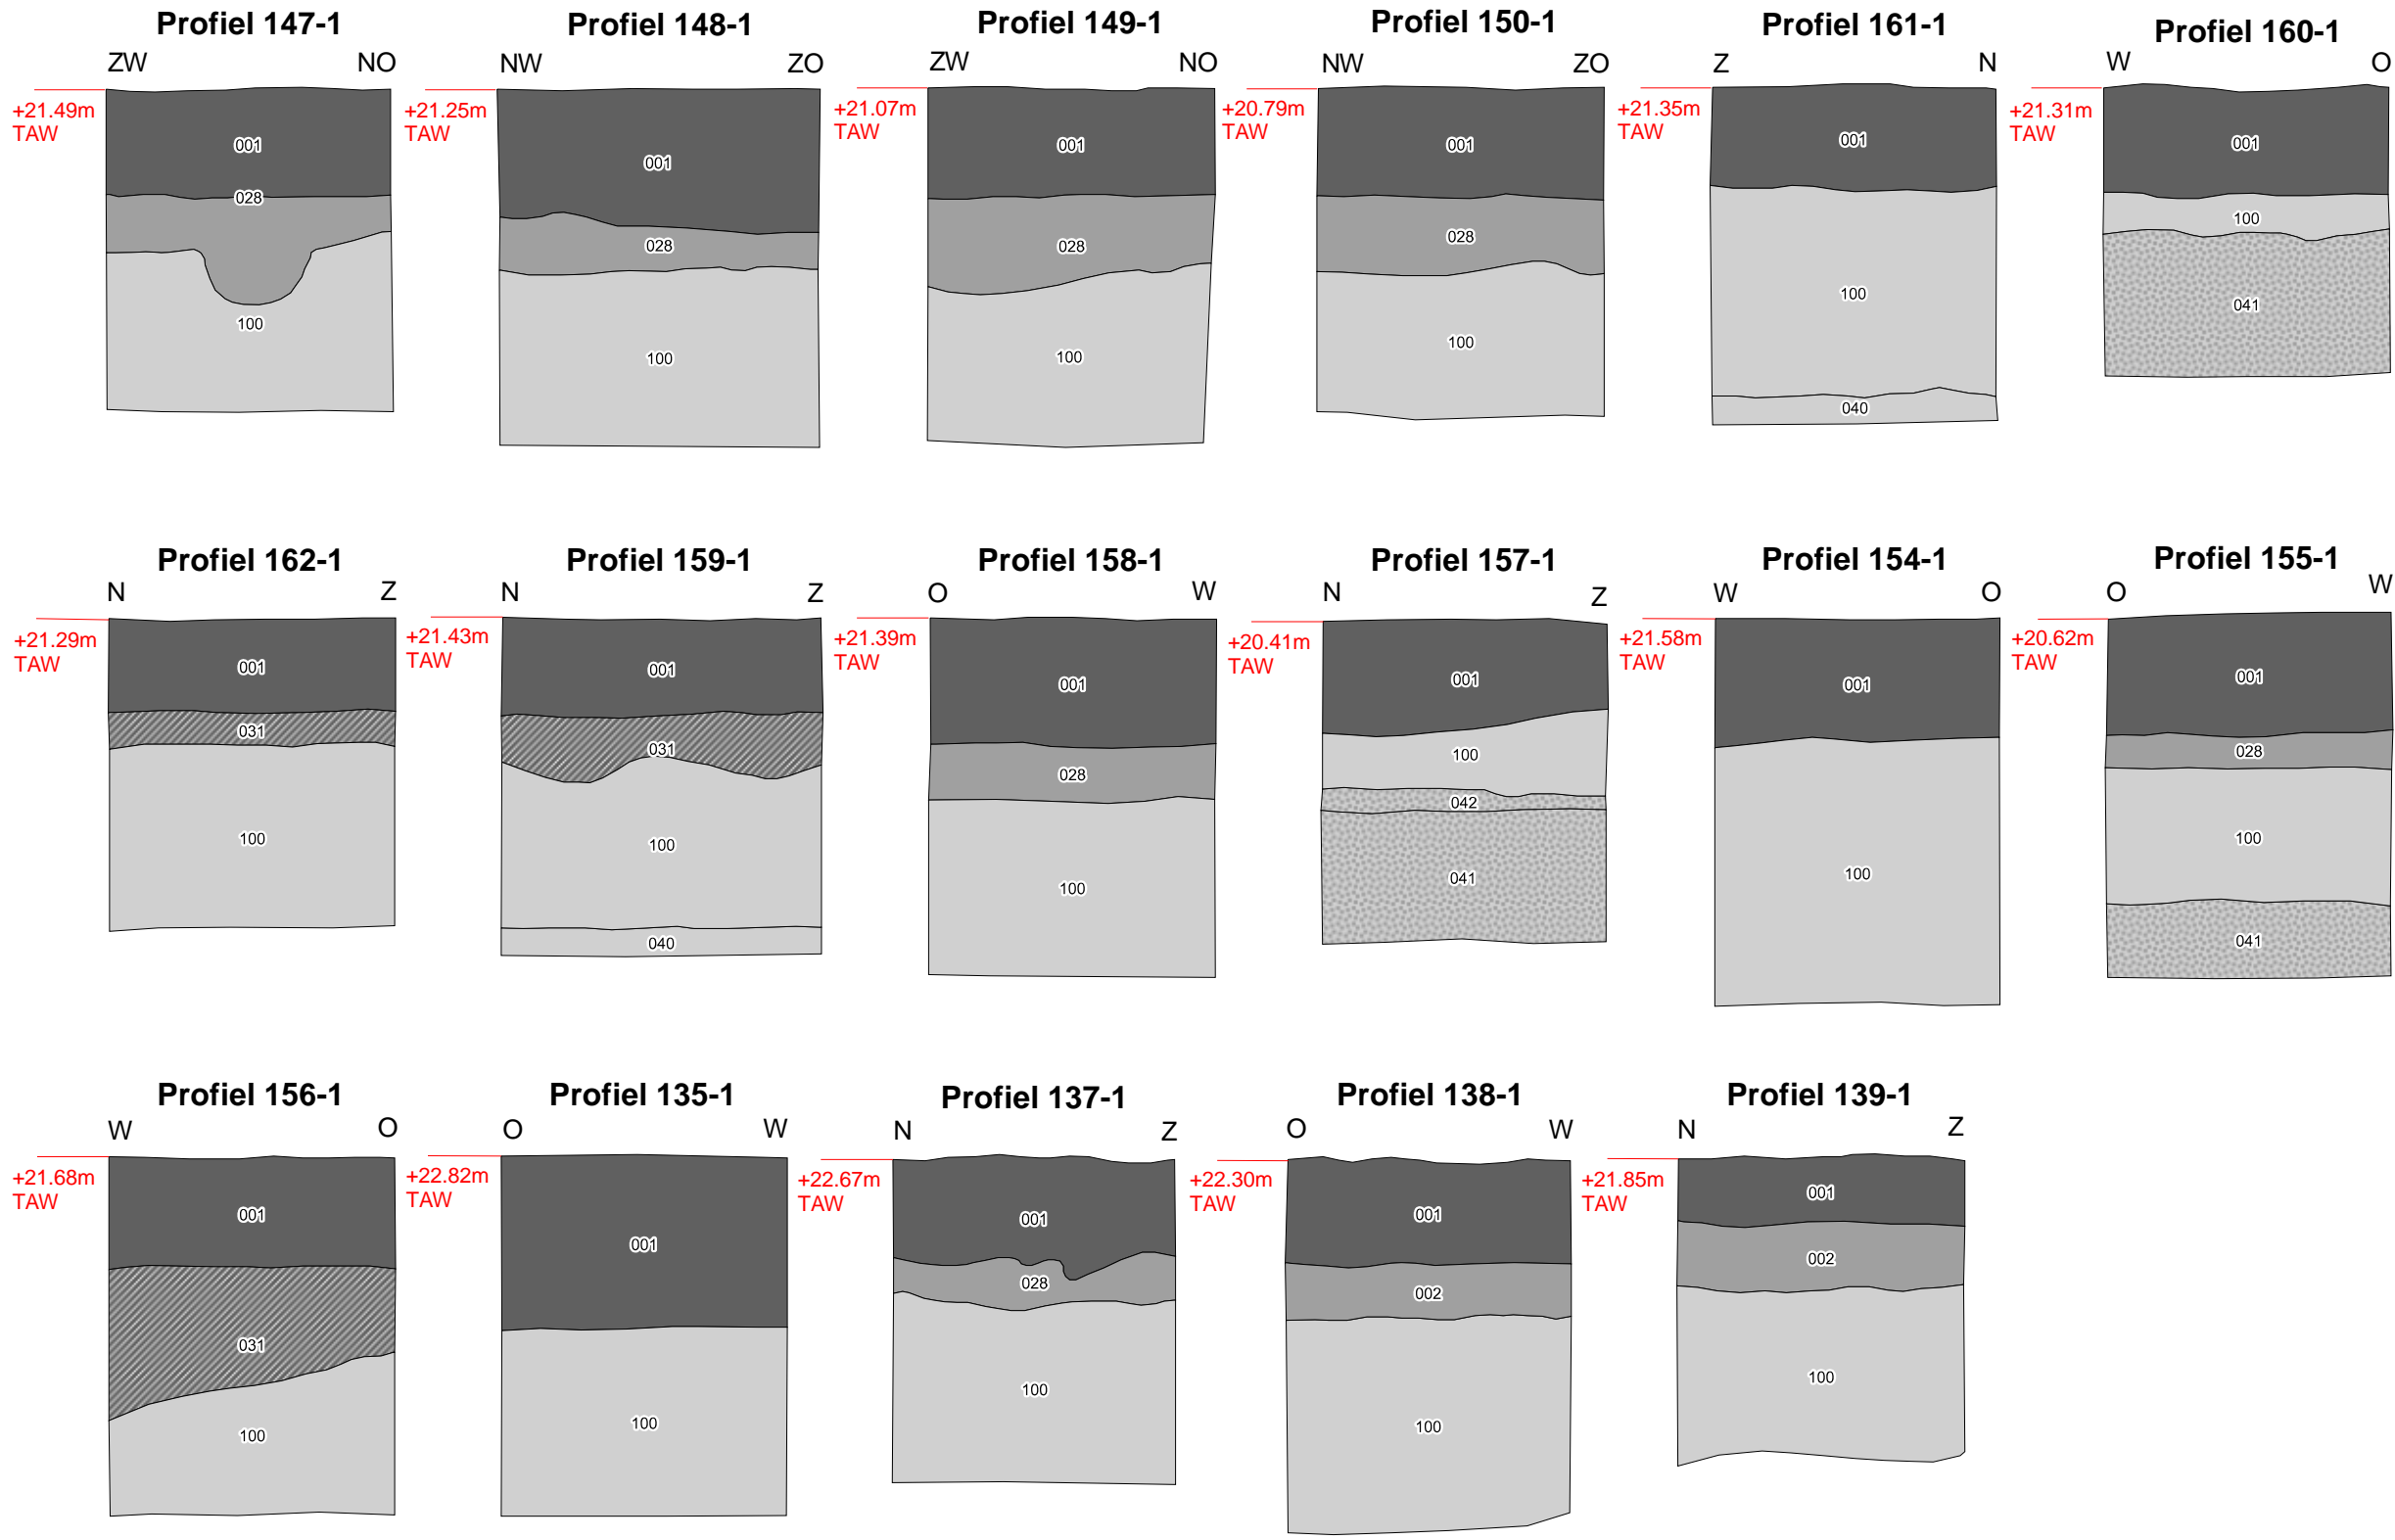 Profiel 147-1
ZW NO
+21.49m
TAW
001
028
100
Profiel 148-1
NW ZO
+21.25m
TAW
001
028
100
Profiel 149-1
ZW NO
+21.07m
TAW
001
028
100
Profiel 150-1
NW ZO
+20.79m
TAW
001
028
100
Profiel 161-1
Z N
+21.35m
TAW
001
100
040
Profiel 160-1
W O
+21.31m
TAW
001
100
041
Profiel 162-1
N Z
+21.29m
TAW
001
031
100
Profiel 159-1
N Z
+21.43m
TAW
001
031
100
040
Profiel 158-1
O W
+21.39m
TAW
001
028
100
Profiel 157-1
N Z
+20.41m
TAW
001
100
042
041
Profiel 154-1
W O
+21.58m
TAW
001
100
Profiel 155-1
O W
+20.62m
TAW
001
028
100
041
Profiel 156-1
W O
+21.68m
TAW
001
031
100
Profiel 135-1
O W
+22.82m
TAW
001
100
Profiel 137-1
N Z
+22.67m
TAW
001
028
100
Profiel 138-1
O W
+22.30m
TAW
001
002
100
Profiel 139-1
N Z
+21.85m
TAW
001
002
100